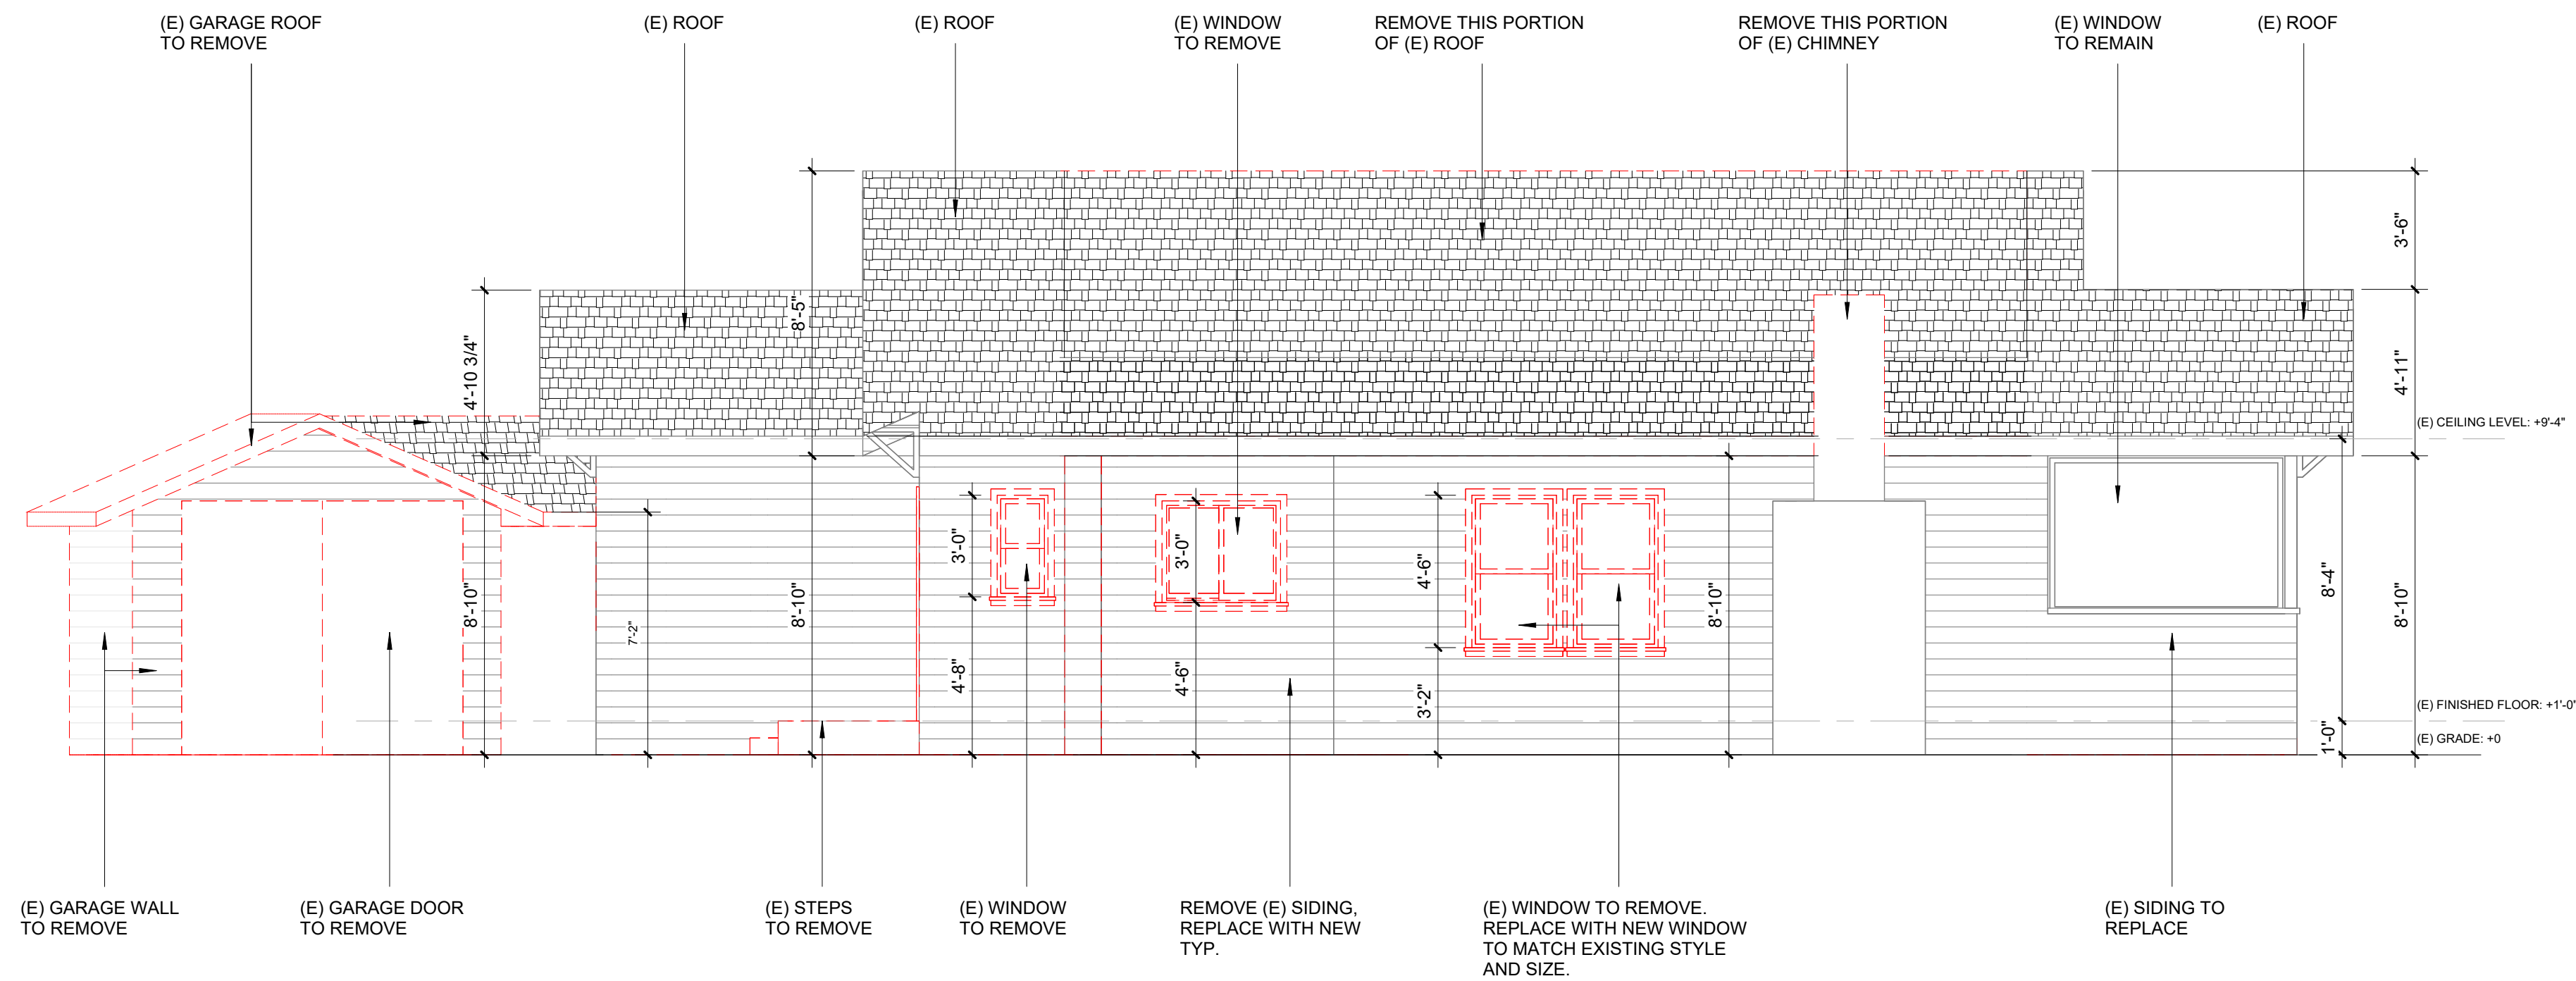 (E) GARAGE ROOF
TO REMOVE
(E) ROOF
(E) ROOF
(E) WINDOW
TO REMOVE
REMOVE THIS PORTION
OF (E) ROOF
REMOVE THIS PORTION
OF (E) CHIMNEY
(E) WINDOW
TO REMAIN
(E) ROOF
3'-6"
8'-5"
4'-10 3/4"
4'-11"
(E) CEILING LEVEL: +9'-4"
3'-0"
3'-0"
4'-6"
8'-4"
8'-10"
7'-2"
8'-10"
8'-10"
8'-10"
4'-8"
4'-6"
3'-2"
(E) FINISHED FLOOR: +1'-0"
1'-0"
(E) GRADE: +0
(E) GARAGE WALL
TO REMOVE
(E) GARAGE DOOR
TO REMOVE
(E) STEPS
TO REMOVE
(E) WINDOW
TO REMOVE
REMOVE (E) SIDING,
REPLACE WITH NEW
TYP.
(E) WINDOW TO REMOVE.
REPLACE WITH NEW WINDOW
TO MATCH EXISTING STYLE
AND SIZE.
(E) SIDING TO
REPLACE